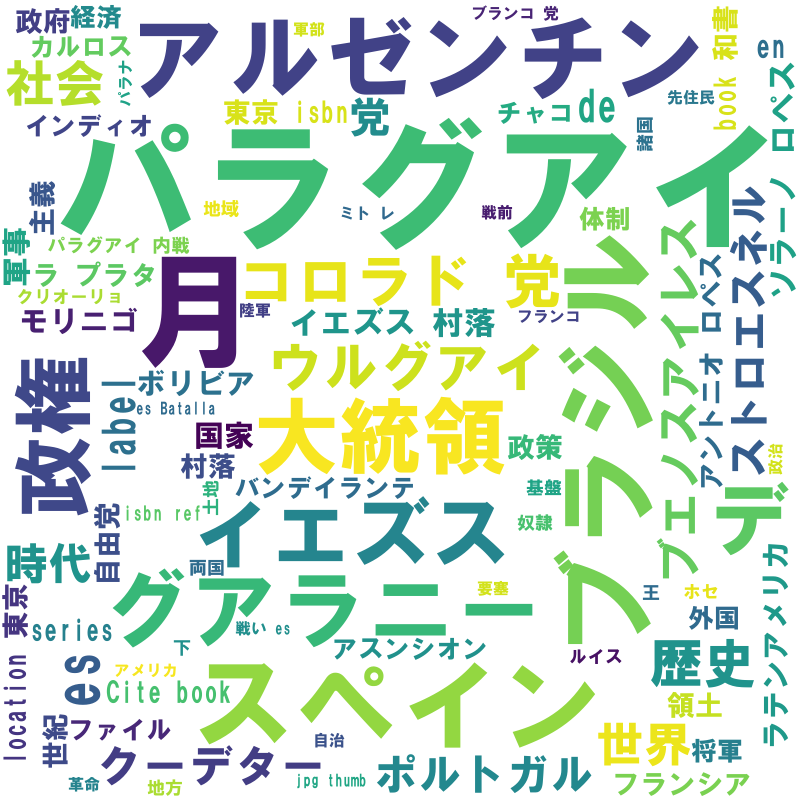 政府 経済
軍部
ブランコ 党
カルロス
アルゼンチン
book 和書
en
社会
パラナ
東京 isbn
党
チャコ
de
先住民
ロペス
インディオ
パラグアイ
諸国
主義
地域
ミト レ
戦前
体制
軍事
パラグアイ 内戦
ラ プラタ
クリオーリョ
月
コロラド 党
ブラジル
ブエノスアイレス
ストロエスネル
ソラーノ
モリニゴ
陸軍
イエズス 村落
フランコ
アントニオ ロペス
政権
label
ボリビア
es Batalla
ウルグアイ
国家
大統領
政策
村落
政治
土地
バンデイランテ
基盤
デ
自由党
isbn ref
イエズス
奴隷
時代
両国
グアラニー
要塞
王
ホセ
ラテンアメリカ
location 東京
series
下
戦い es
外国
アスンシオン
ルイス
es
アメリカ
Cite book
スペイン
歴史
領土
世紀
ファイル
自治
世界
将軍
クーデター
革命
地方
jpg thumb
ポルトガル
フランシア